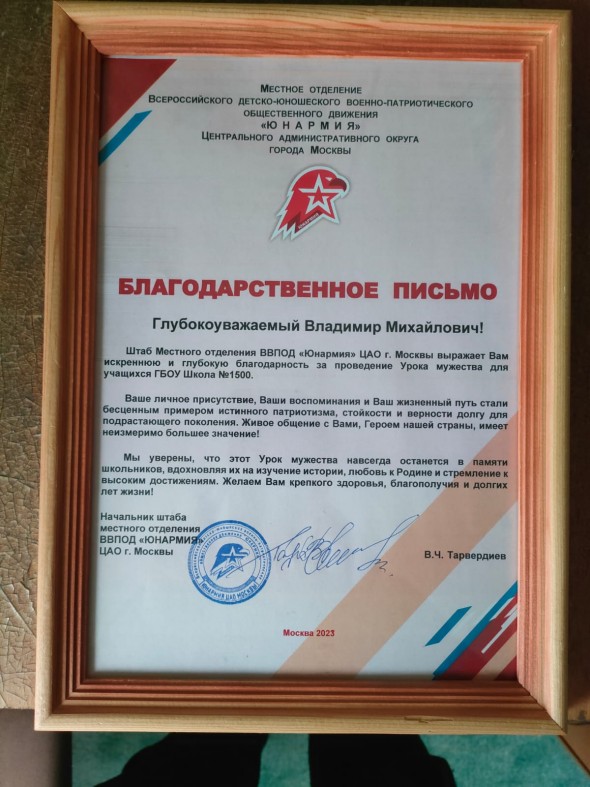 Местное отделение
Всероссийского детско-юношеского военно-патриотического
общественного движения
«ЮНАРМИЯ»
Центрального административного округа
города Москвы
БЛАГОДАРСТВЕННОЕ ПИСЬМО
Глубокоуважаемый Владимир Михайлович!
Штаб Местного отделения ВВПОД «Юнармия» ЦАО г. Москвы выражает Вам
искреннюю и глубокую благодарность за проведение Урока мужества для
учащихся ГБОУ Школа №1500.
Ваше личное присутствие, Ваши воспоминания и Ваш жизненный путь стали
бесценным примером истинного патриотизма, стойкости и верности долгу для
подрастающего поколения. Живое общение с Вами, Героем нашей страны, имеет
неизмеримо большее значение!
Мы уверены, что этот Урок мужества навсегда останется в памяти
школьников, вдохновляя их на изучение истории, любовь к Родине и стремление к
высоким достижениям. Желаем Вам крепкого здоровья, благополучия и долгих
лет жизни!
Начальник штаба
местного отделения
ВВПОД «ЮНАРМИЯ»
ЦАО г. Москвы
В.Ч. Тарвердиев
ЮНАРМИЯ ЦАО МОСКВЫ
Москва 2023